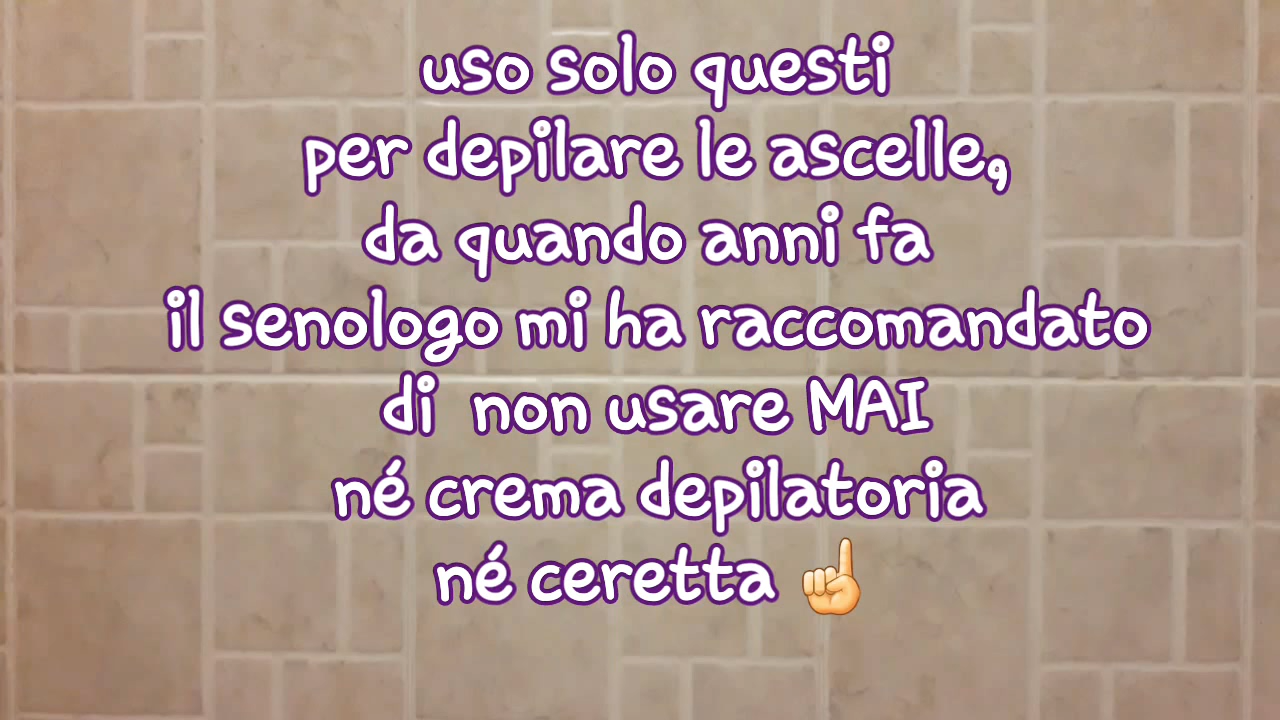 uso solo questi
per depilare le ascelle,
da quando anni fa
il senologo mi ha raccomandato
di  non usare MAI
né crema depilatoria
né ceretta ☝